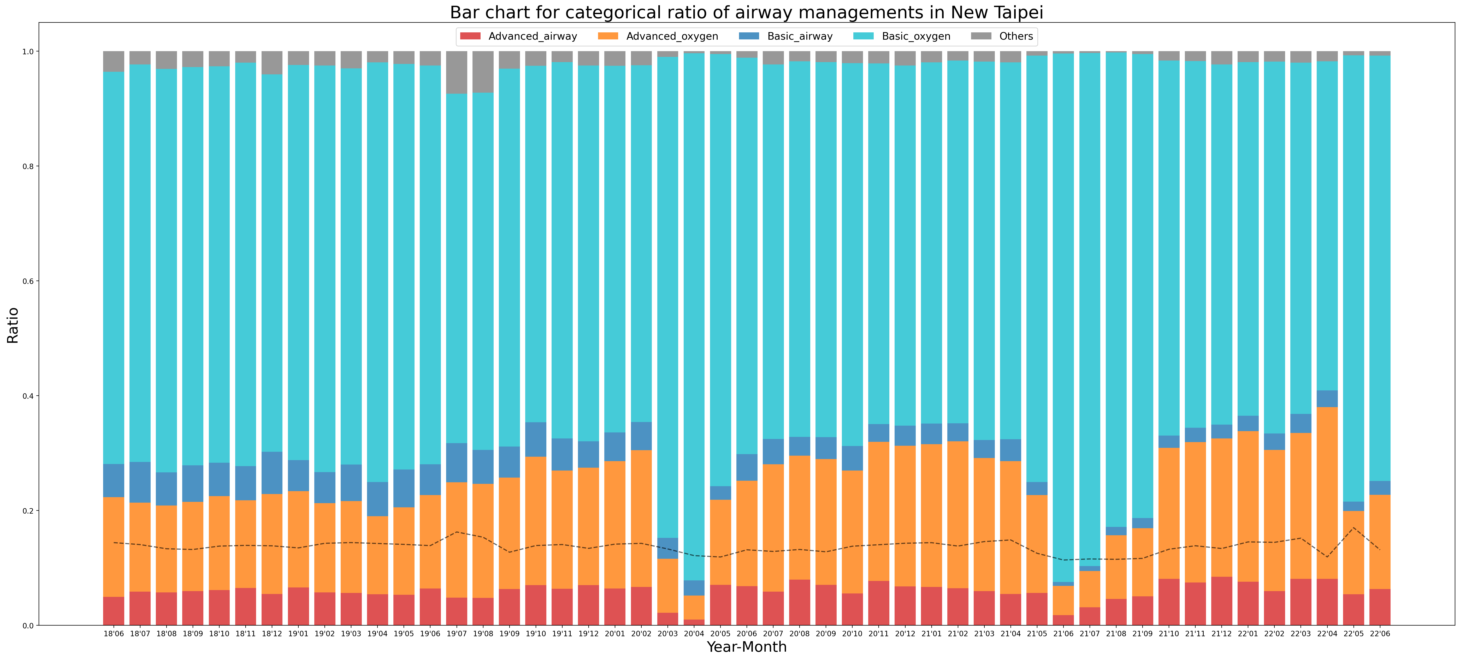 Bar chart for categorical ratio of airway managements in New Taipei
Advanced_airway Advanced_oxygen Basic_airway Basic_oxygen Others
1.0
0.8
0.6
0.4
0.2
0.0
Ratio
18'06 18'07 18'08 18'09 18'10 18'11 18'12 19'01 19'02 19'03 19'04 19'05 19'06 19'07 19'08 19'09 19'10 19'11 19'12 20'01 20'02 20'03 20'04 20'05 20'06 20'07 20'08 20'09 20'10 20'11 20'12 21'01 21'02 21'03 21'04 21'05 21'06 21'07 21'08 21'09 21'10 21'11 21'12 22'01 22'02 22'03 22'04 22'05 22'06
Year-Month